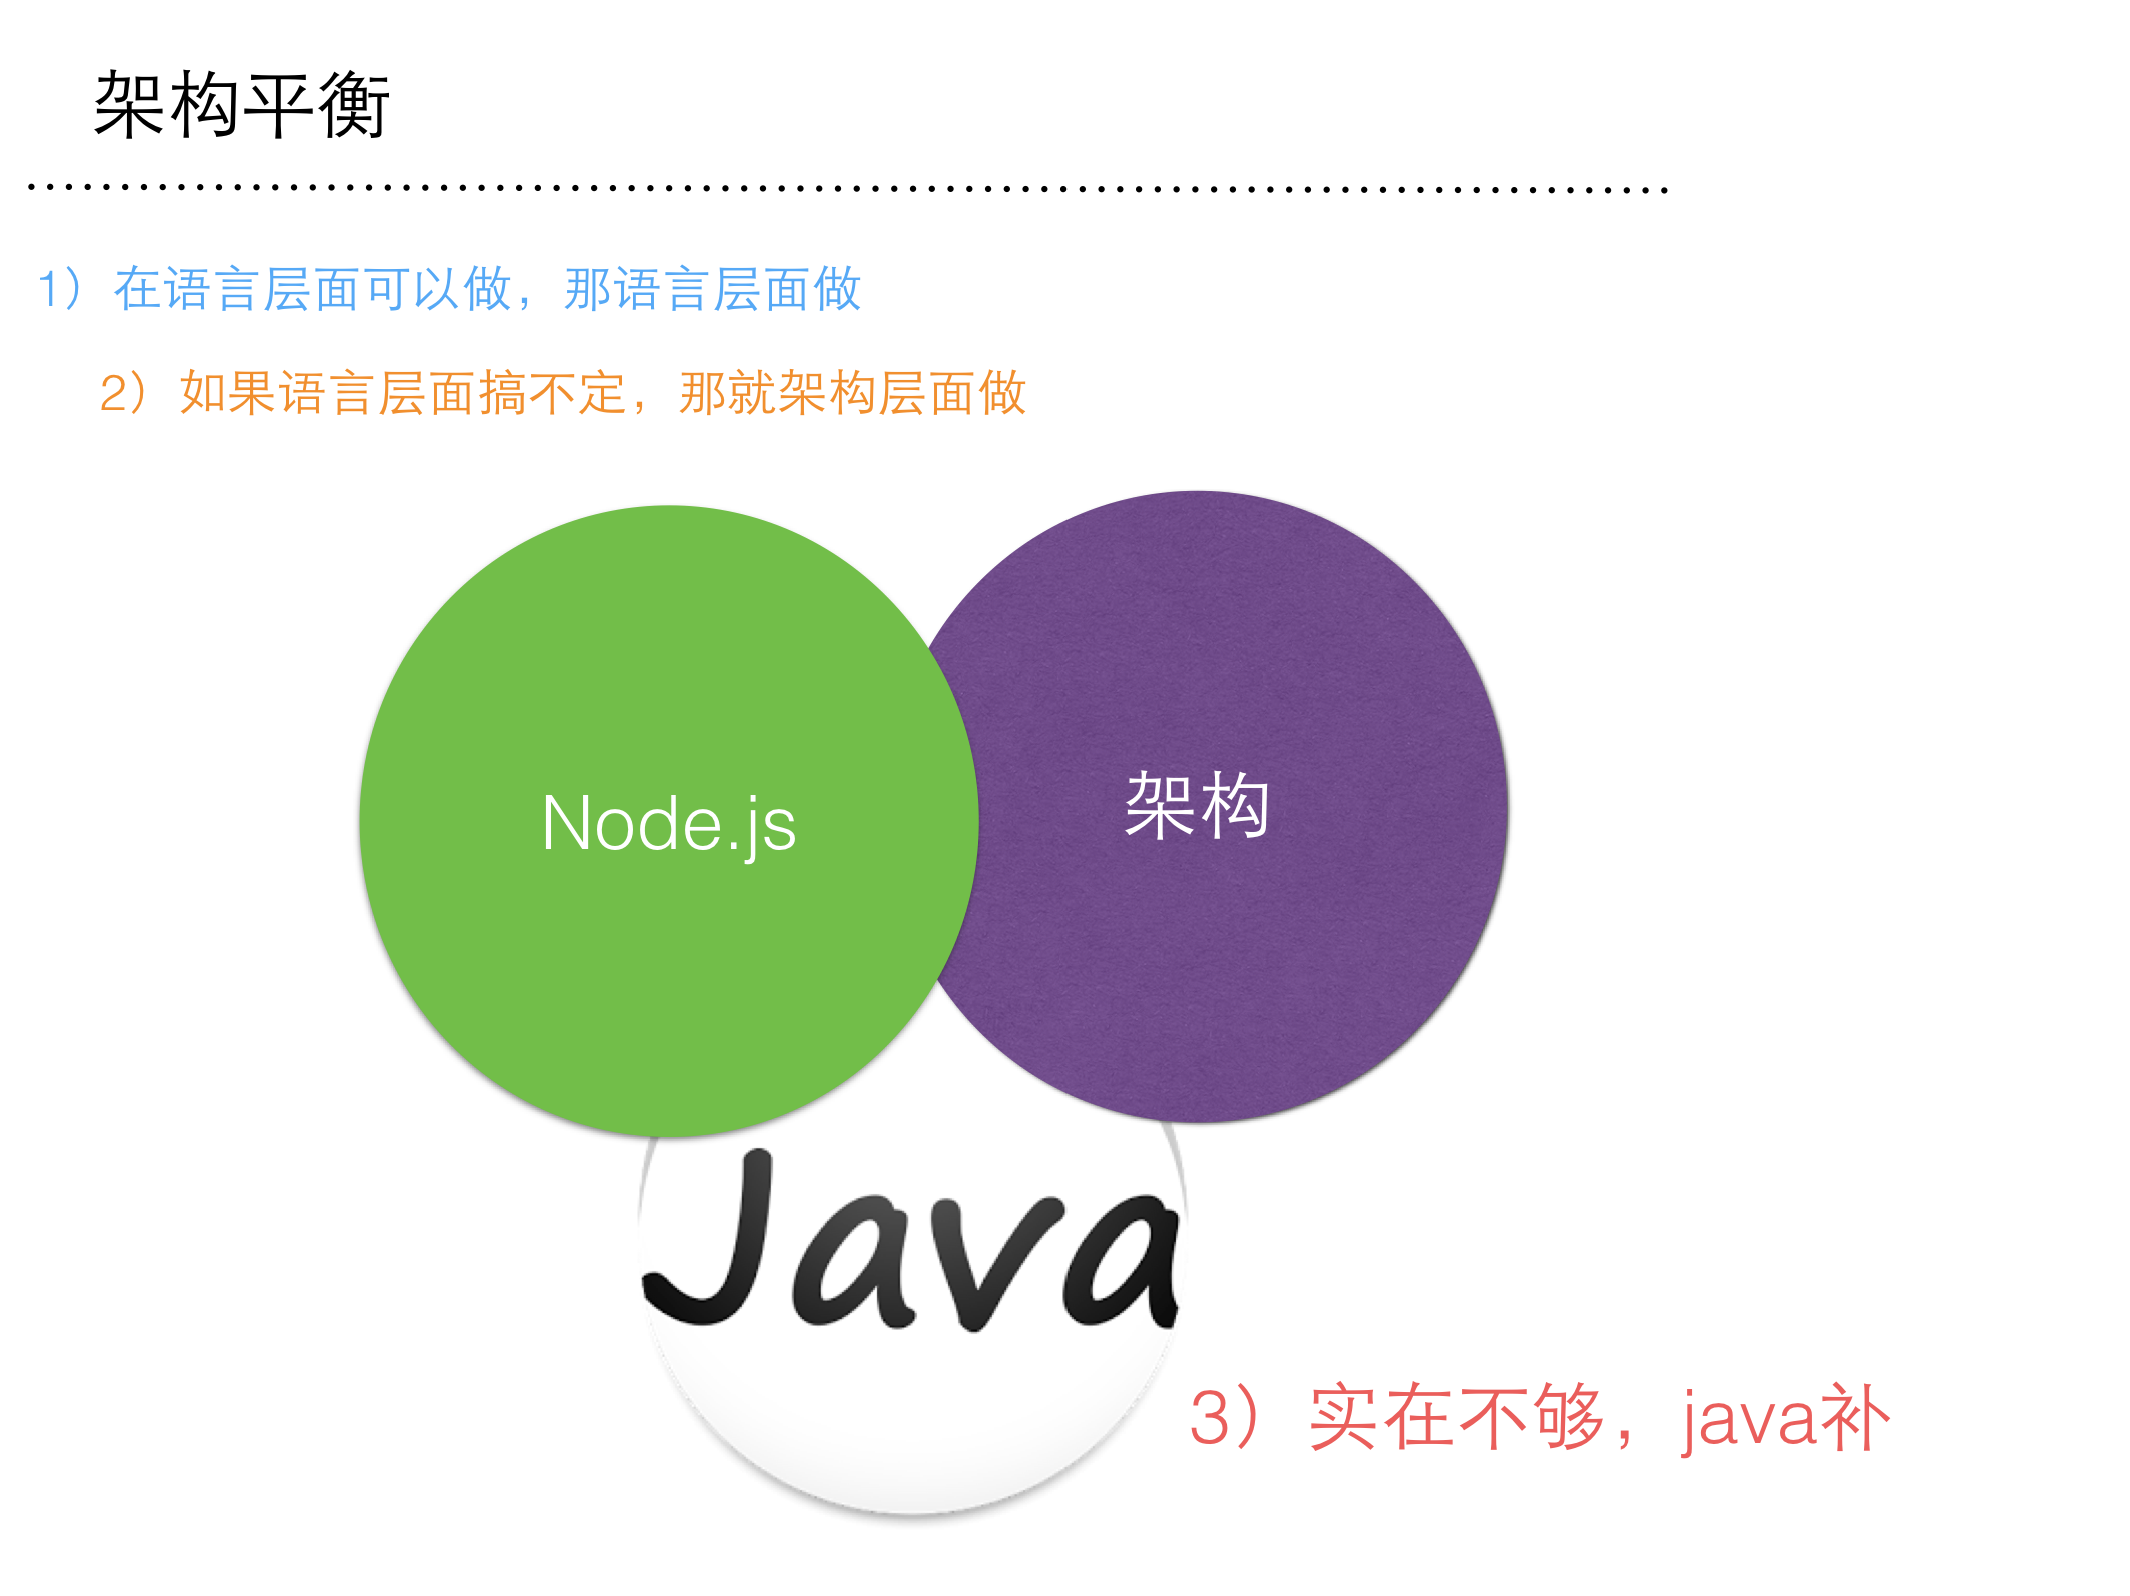 架构平衡
1）在语言层面可以做，那语言层面做
2）如果语言层面搞不定，那就架构层面做
Node.js
架构
Java
3）实在不够，java补